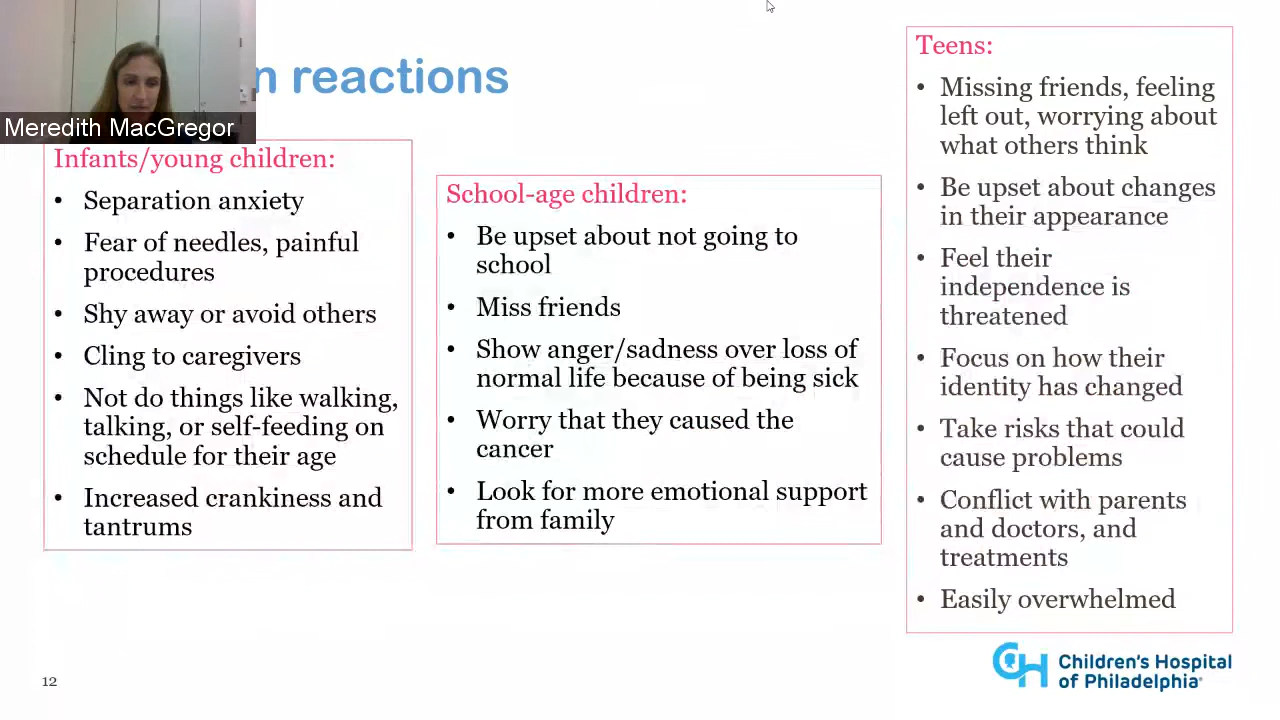 n reactions
Meredith MacGregor
Infants/young children:
• Separation anxiety
• Fear of needles, painful
procedures
• Shy away or avoid others
• Cling to caregivers
• Not do things like walking,
talking, or self-feeding on
schedule for their age
• Increased crankiness and
tantrums
School-age children:
• Be upset about not going to
school
• Miss friends
• Show anger/sadness over loss of
normal life because of being sick
• Worry that they caused the
cancer
• Look for more emotional support
from family
Teens:
• Missing friends, feeling
left out, worrying about
what others think
• Be upset about changes
in their appearance
• Feel their
independence is
threatened
• Focus on how their
identity has changed
• Take risks that could
cause problems
• Conflict with parents
and doctors, and
treatments
• Easily overwhelmed
12
CH Children's Hospital
of Philadelphia